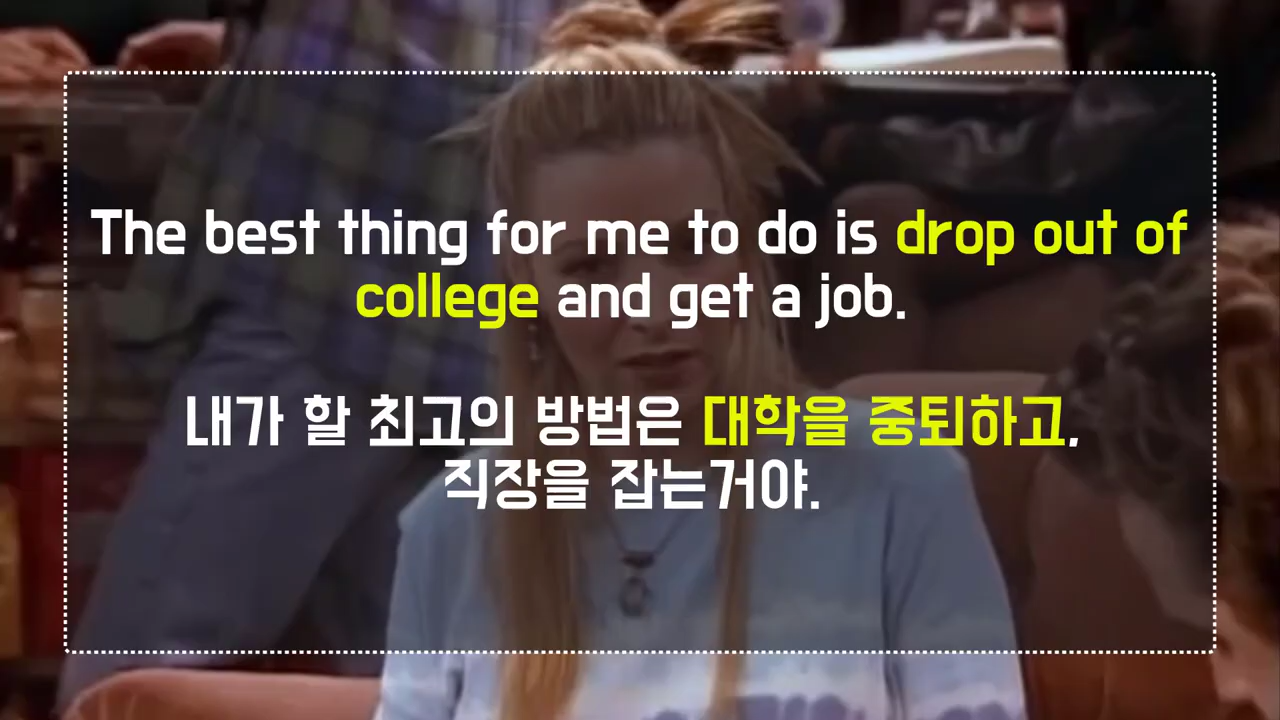 The best thing for me to do is drop out of
college and get a job.
내가 할 최고의 방법은 대학을 중퇴하고,
직장을 잡는거야.